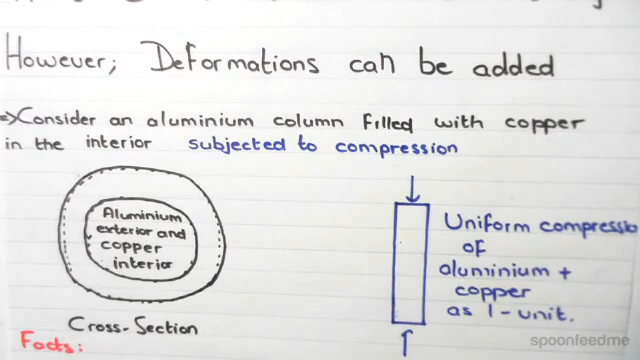 However; Deformations can be added
=>Consider an aluminium column filled with copper
in the interior subjected to compression
Aluminium
exterior and
copper
interior
Cross-Section
Uniform compressio
of
aluminium +
copper
as 1-unit.
Facts:
spoonfeedme